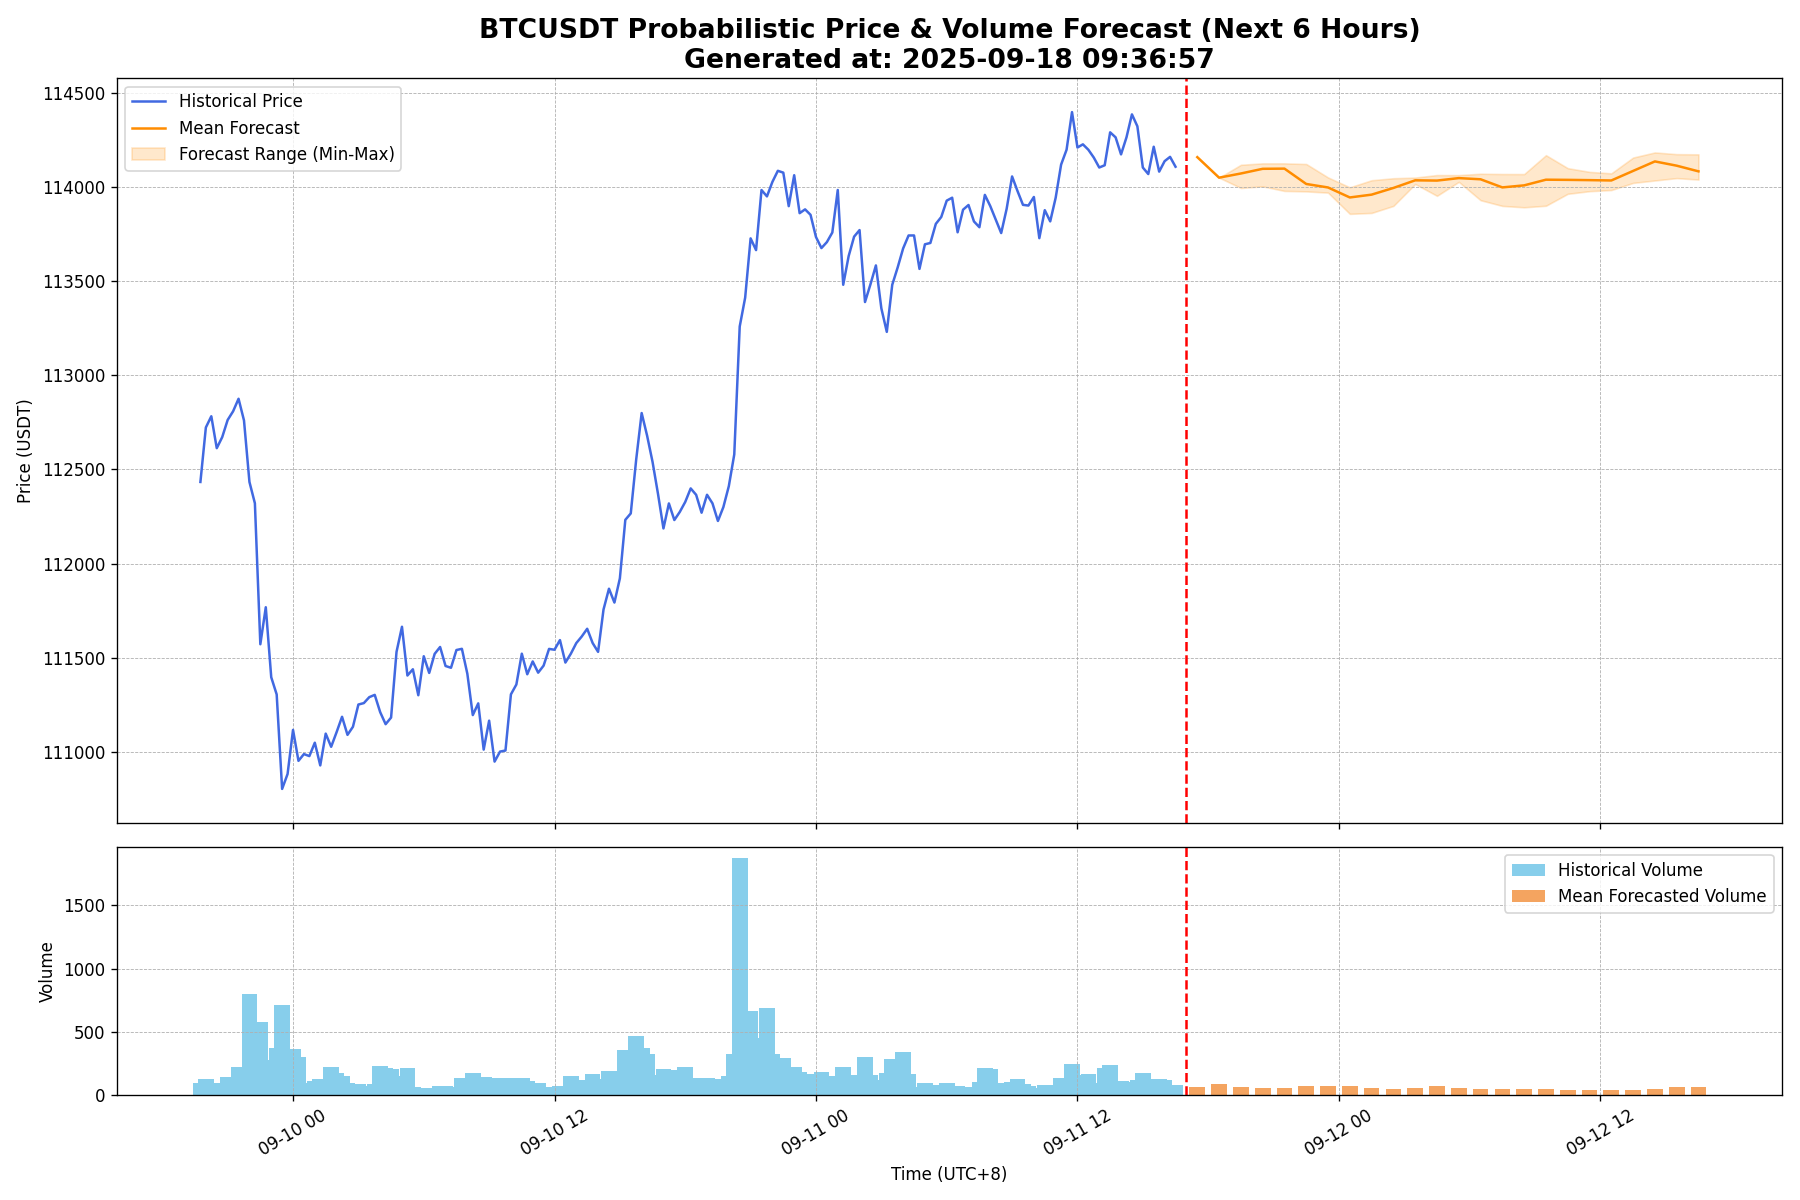 BTCUSDT Probabilistic Price & Volume Forecast (Next 6 Hours)
Generated at: 2025-09-18 09:36:57
Historical Price
Mean Forecast
Forecast Range (Min-Max)
114500
114000
113500
113000
112500
112000
111500
111000
Price (USDT)
Historical Volume
Mean Forecasted Volume
1500
1000
500
0
Volume
09-10 00
09-10 12
09-11 00
09-11 12
09-12 00
09-12 12
Time (UTC+8)